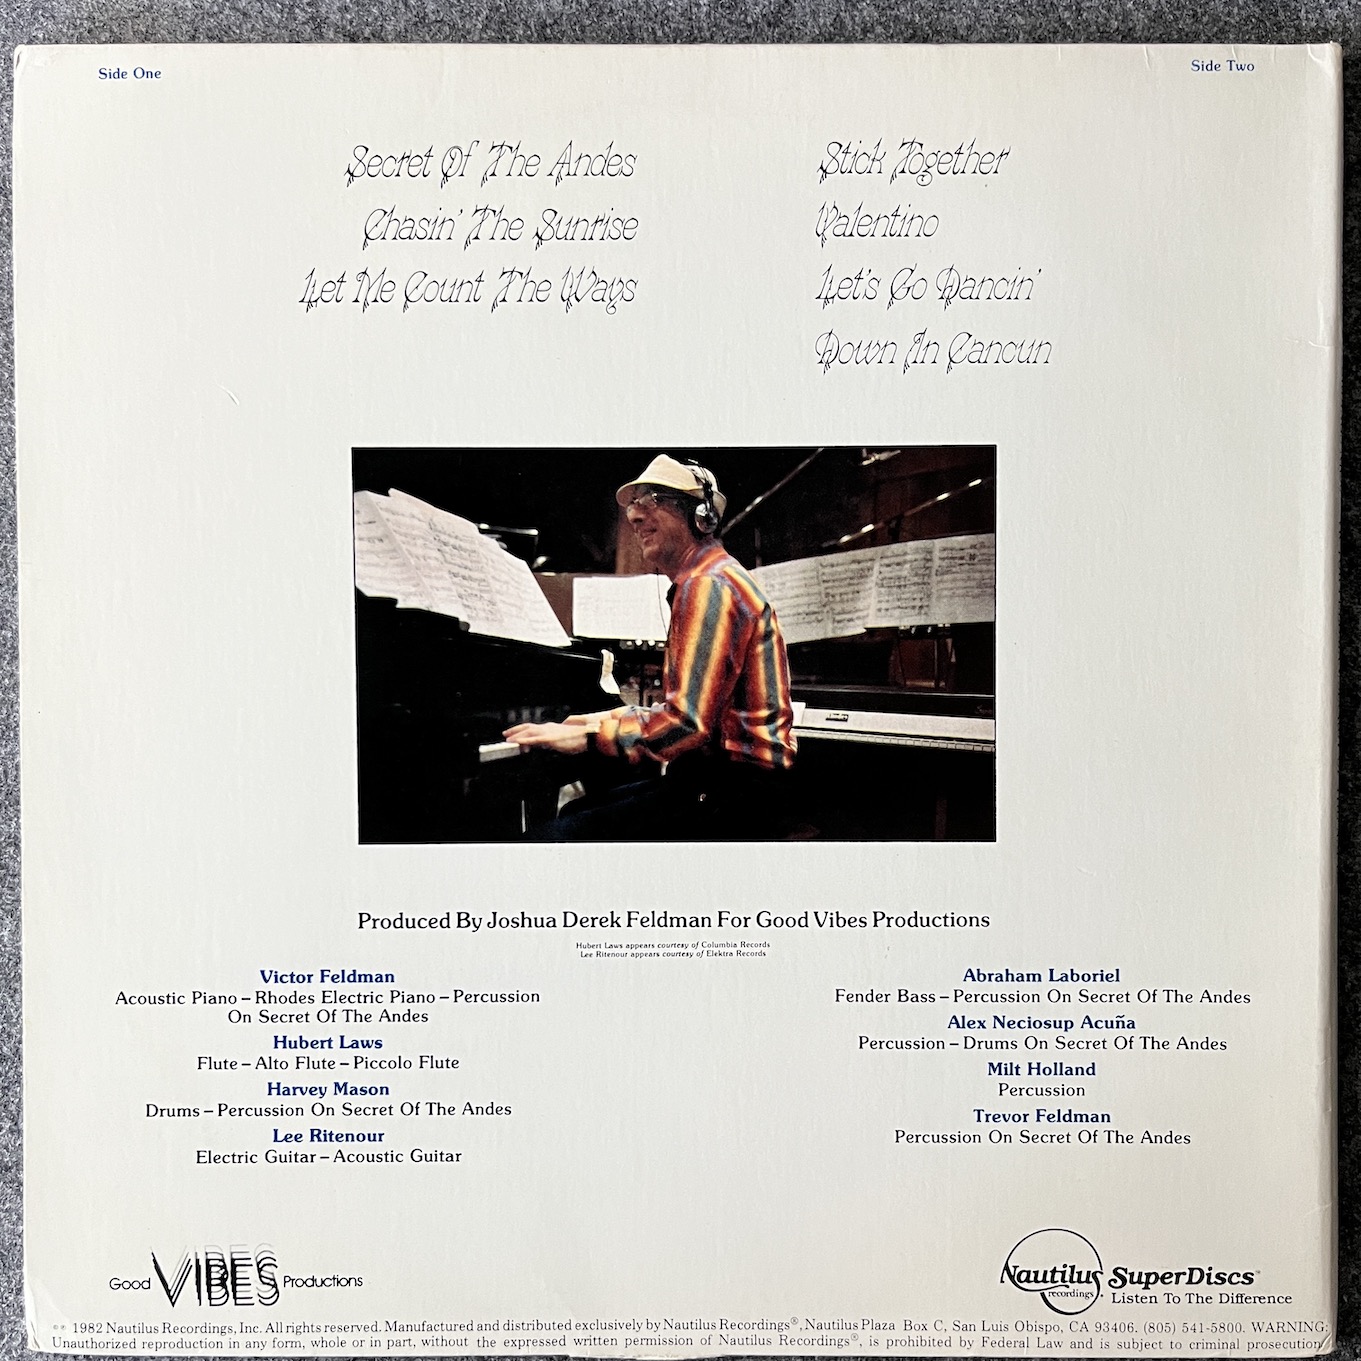 Side One
Side Two
Secret Of The Andes
Chasin' The Sunrise
Let Me Count The Ways
Stick Together
Valentino
Let's Go Dancin'
Down In Cancun
Produced By Joshua Derek Feldman For Good Vibes Productions
Hubert Laws appears courtesy of Columbia Records
Lee Ritenour appears courtesy of Elektra Records
Victor Feldman
Acoustic Piano – Rhodes Electric Piano – Percussion
On Secret Of The Andes
Hubert Laws
Flute – Alto Flute – Piccolo Flute
Harvey Mason
Drums – Percussion On Secret Of The Andes
Lee Ritenour
Electric Guitar – Acoustic Guitar
Abraham Laboriel
Fender Bass – Percussion On Secret Of The Andes
Alex Neciosup Acuña
Percussion – Drums On Secret Of The Andes
Milt Holland
Percussion
Trevor Feldman
Percussion On Secret Of The Andes
Good VIBES Productions
Nautilus recordings®
SuperDiscs™
Listen To The Difference
℗© 1982 Nautilus Recordings, Inc. All rights reserved. Manufactured and distributed exclusively by Nautilus Recordings®, Nautilus Plaza Box C, San Luis Obispo, CA 93406. (805) 541-5800. WARNING:
Unauthorized reproduction in any form, whole or in part, without the expressed written permission of Nautilus Recordings®, is prohibited by Federal Law and is subject to criminal prosecution.